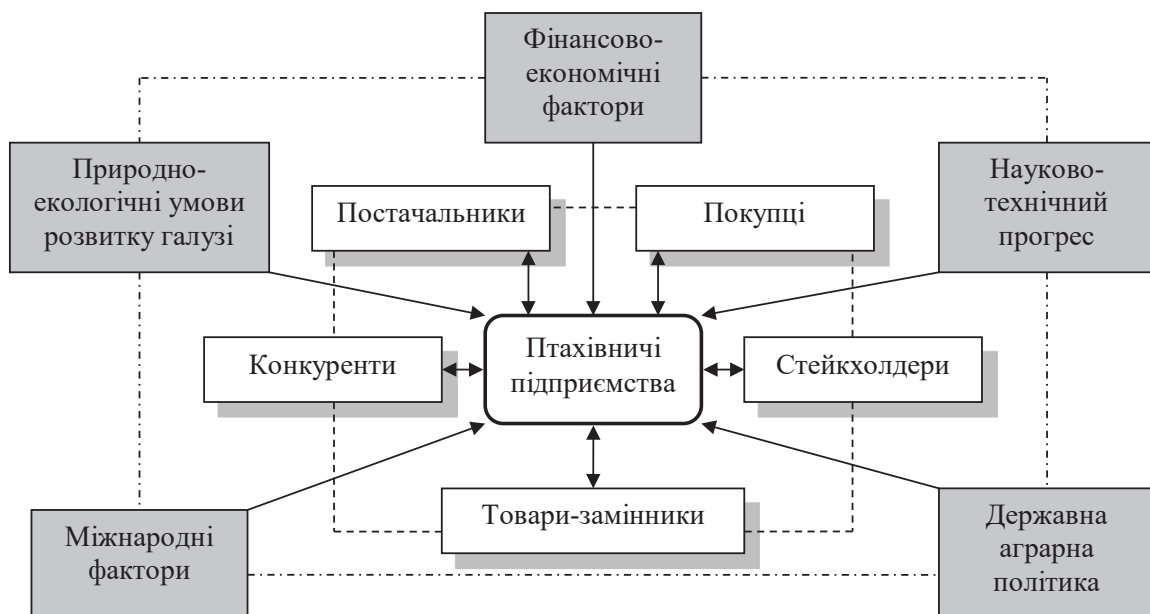 Фінансово-
економічні
фактори
Природно-
екологічні умови
розвитку галузі
Науково-
технічний
прогрес
Постачальники
Покупці
Конкуренти
Птахівничі
підприємства
Стейкхолдери
Товари-замінники
Міжнародні
фактори
Державна
аграрна
політика